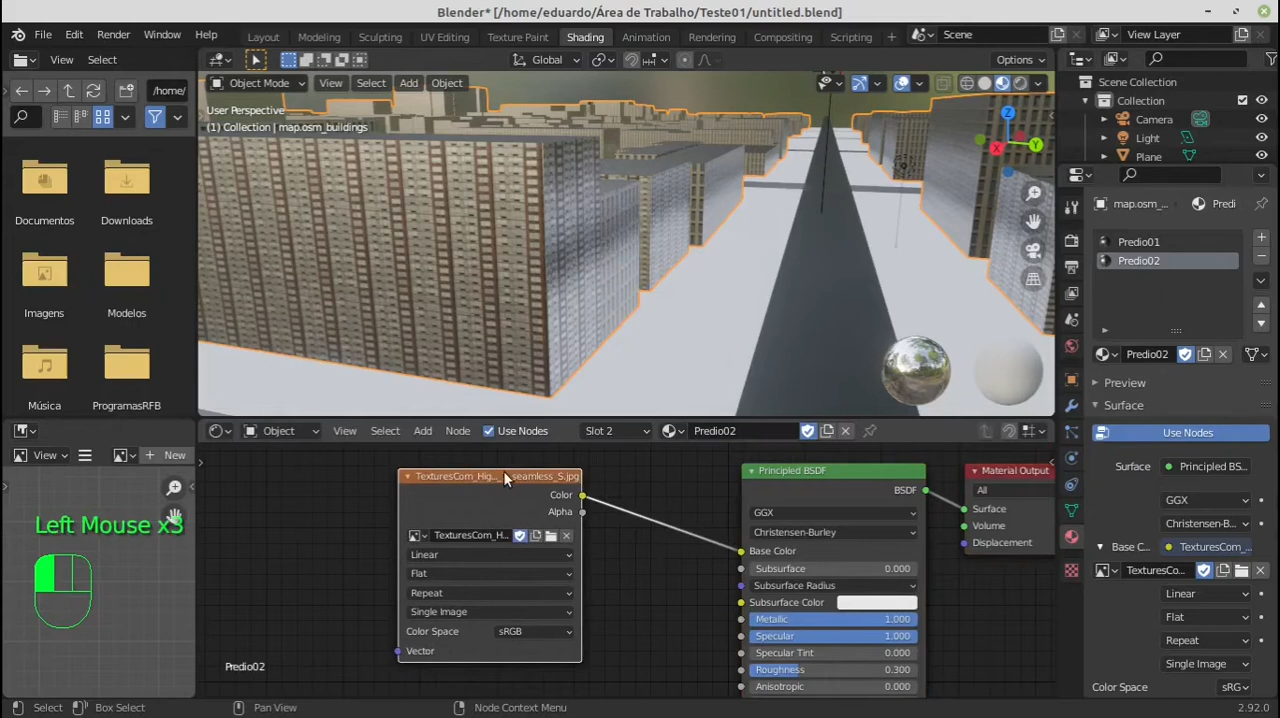 Blender* [/home/eduardo/Área de Trabalho/Teste01/untitled.blend]
File Edit Render Window Help
Layout Modeling Sculpting UV Editing Texture Paint Shading Animation Rendering Compositing Scripting
Scene
View Layer
View Select
Global
Options
/home/
Object Mode View Select Add Object
User Perspective
(1) Collection | map.osm_buildings
Z
Y
X
Documentos
Downloads
Imagens
Modelos
Música
ProgramasRFB
Scene Collection
Collection
Camera
Light
Plane
map.osm_...
Predi
Predio01
Predio02
Predio02
Preview
Surface
Use Nodes
Surface
Principled BS...
GGX
Christensen-B...
Base C...
TexturesCom_...
TexturesCo...
Linear
Flat
Repeat
Single Image
Color Space
sRG
View
New
Left Mouse x3
Object View Select Add Node Use Nodes Slot 2 Predio02
TexturesCom_Hig... seamless_S.jpg
Color
Alpha
TexturesCom_H...
Linear
Flat
Repeat
Single Image
Color Space sRGB
Vector
Predio02
Principled BSDF
BSDF
GGX
Christensen-Burley
Base Color
Subsurface 0.000
Subsurface Radius
Subsurface Color
Metallic 1.000
Specular 1.000
Specular Tint 0.000
Roughness 0.300
Anisotropic 0.000
Material Output
All
Surface
Volume
Displacement
Select
Box Select
Pan View
Node Context Menu
2.92.0